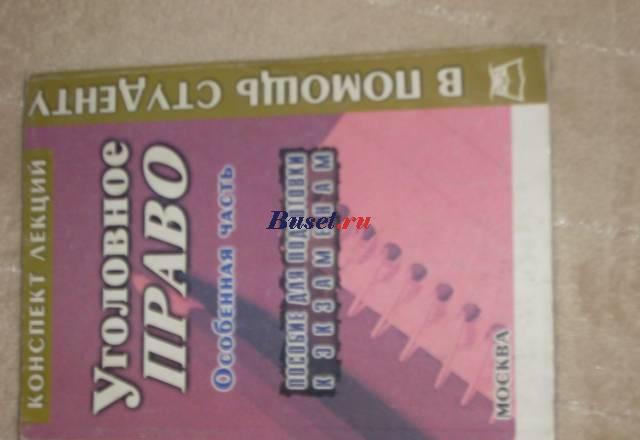 КОНСПЕКТ ЛЕКЦИЙ
В ПОМОЩЬ СТУДЕНТУ
Уголовное
ПРАВО
Особенная часть
ПОСОБИЕ ДЛЯ ПОДГОТОВКИ
К ЭКЗАМЕНАМ
МОСКВА
Buset.ru